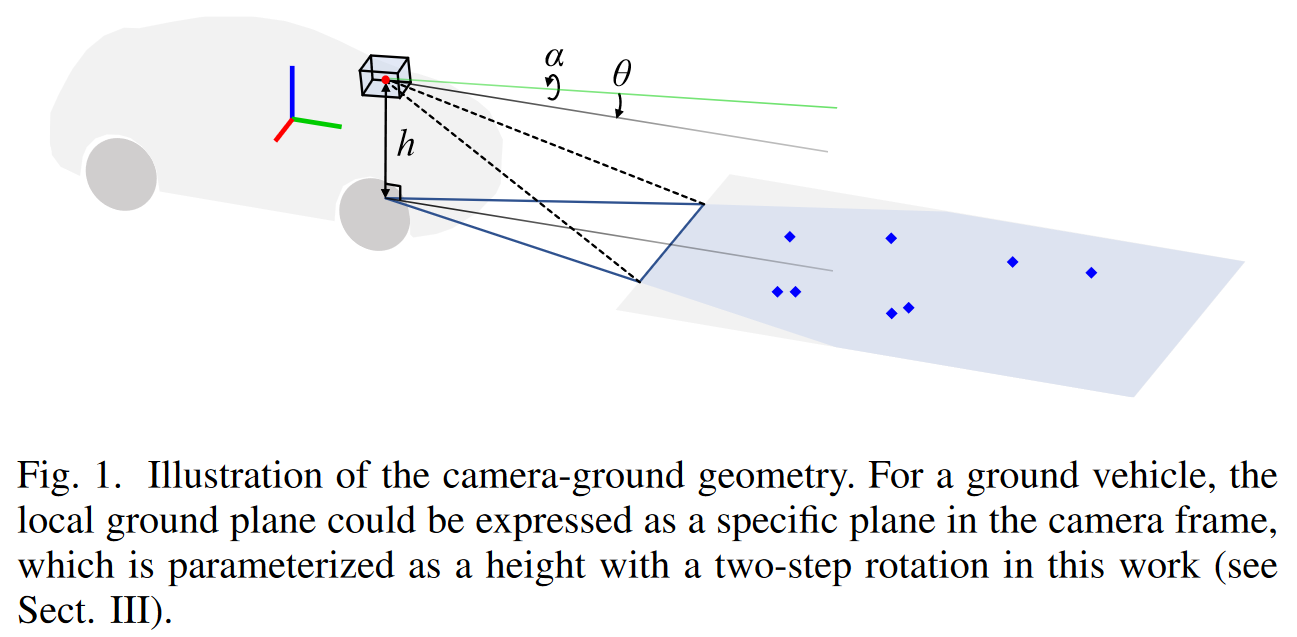 α
θ
h
Fig. 1. Illustration of the camera-ground geometry. For a ground vehicle, the
local ground plane could be expressed as a specific plane in the camera frame,
which is parameterized as a height with a two-step rotation in this work (see
Sect. III).